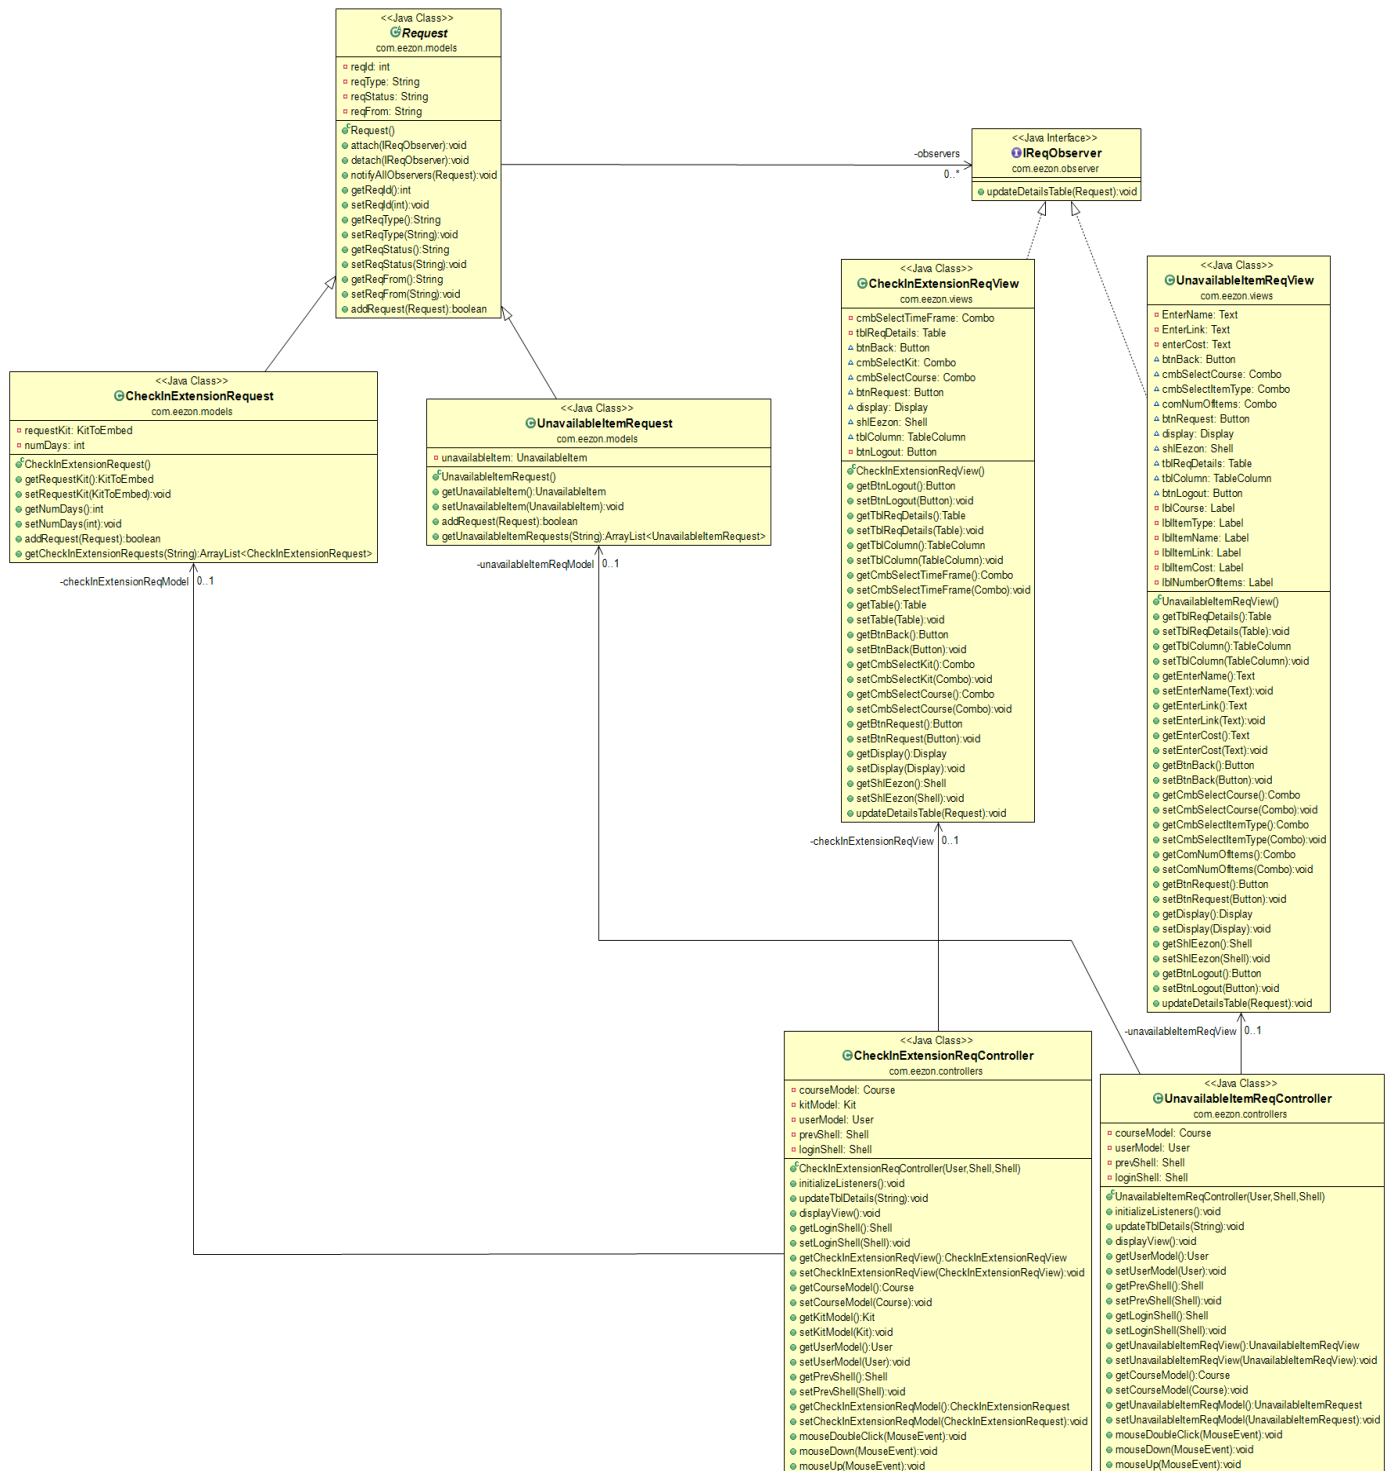 <<Java Class>>
Request
com.eezon.models
reqId: int
reqType: String
reqStatus: String
reqFrom: String
Request()
attach(IReqObserver):void
detach(IReqObserver):void
notifyAllObservers(Request):void
getReqId():int
setReqId(int):void
getReqType():String
setReqType(String):void
getReqStatus():String
setReqStatus(String):void
getReqFrom():String
setReqFrom(String):void
addRequest(Request):boolean
-observers
0..*
<<Java Interface>>
IReqObserver
com.eezon.observer
updateDetailsTable(Request):void
<<Java Class>>
CheckInExtensionRequest
com.eezon.models
requestKit: KitToEmbed
numDays: int
CheckInExtensionRequest()
getRequestKit():KitToEmbed
setRequestKit(KitToEmbed):void
getNumDays():int
setNumDays(int):void
addRequest(Request):boolean
getCheckInExtensionRequests(String):ArrayList<CheckInExtensionRequest>
-checkInExtensionReqModel
0..1
<<Java Class>>
UnavailableItemRequest
com.eezon.models
unavailableItem: UnavailableItem
UnavailableItemRequest()
getUnavailableItem():UnavailableItem
setUnavailableItem(UnavailableItem):void
addRequest(Request):boolean
getUnavailableItemRequests(String):ArrayList<UnavailableItemRequest>
-unavailableItemReqModel
0..1
<<Java Class>>
CheckInExtensionReqView
com.eezon.views
cmbSelectTimeFrame: Combo
tblReqDetails: Table
btnBack: Button
cmbSelectKit: Combo
cmbSelectCourse: Combo
btnRequest: Button
display: Display
shlEezon: Shell
tblColumn: TableColumn
btnLogout: Button
CheckInExtensionReqView()
getBtnLogout():Button
setBtnLogout(Button):void
getTblReqDetails():Table
setTblReqDetails(Table):void
getTblColumn():TableColumn
setTblColumn(TableColumn):void
getCmbSelectTimeFrame():Combo
setCmbSelectTimeFrame(Combo):void
getTable():Table
setTable(Table):void
getBtnBack():Button
setBtnBack(Button):void
getCmbSelectKit():Combo
setCmbSelectKit(Combo):void
getCmbSelectCourse():Combo
setCmbSelectCourse(Combo):void
getBtnRequest():Button
setBtnRequest(Button):void
getDisplay():Display
setDisplay(Display):void
getShlEezon():Shell
setShlEezon(Shell):void
updateDetailsTable(Request):void
-checkInExtensionReqView
0..1
<<Java Class>>
UnavailableItemReqView
com.eezon.views
EnterName: Text
EnterLink: Text
enterCost: Text
btnBack: Button
cmbSelectCourse: Combo
cmbSelectItemType: Combo
comNumOfItems: Combo
btnRequest: Button
display: Display
shlEezon: Shell
tblReqDetails: Table
tblColumn: TableColumn
btnLogout: Button
lblCourse: Label
lblItemType: Label
lblItemName: Label
lblItemLink: Label
lblItemCost: Label
lblNumberOfItems: Label
UnavailableItemReqView()
getTblReqDetails():Table
setTblReqDetails(Table):void
getTblColumn():TableColumn
setTblColumn(TableColumn):void
getEnterName():Text
setEnterName(Text):void
getEnterLink():Text
setEnterLink(Text):void
getEnterCost():Text
setEnterCost(Text):void
getBtnBack():Button
setBtnBack(Button):void
getCmbSelectCourse():Combo
setCmbSelectCourse(Combo):void
getCmbSelectItemType():Combo
setCmbSelectItemType(Combo):void
getComNumOfItems():Combo
setComNumOfItems(Combo):void
getBtnRequest():Button
setBtnRequest(Button):void
getDisplay():Display
setDisplay(Display):void
getShlEezon():Shell
setShlEezon(Shell):void
getBtnLogout():Button
setBtnLogout(Button):void
updateDetailsTable(Request):void
-unavailableItemReqView
0..1
<<Java Class>>
CheckInExtensionReqController
com.eezon.controllers
courseModel: Course
kitModel: Kit
userModel: User
prevShell: Shell
loginShell: Shell
CheckInExtensionReqController(User,Shell,Shell)
initializeListeners():void
updateTblDetails(String):void
displayView():void
getLoginShell():Shell
setLoginShell(Shell):void
getCheckInExtensionReqView():CheckInExtensionReqView
setCheckInExtensionReqView(CheckInExtensionReqView):void
getCourseModel():Course
setCourseModel(Course):void
getKitModel():Kit
setKitModel(Kit):void
getUserModel():User
setUserModel(User):void
getPrevShell():Shell
setPrevShell(Shell):void
getCheckInExtensionReqModel():CheckInExtensionRequest
setCheckInExtensionReqModel(CheckInExtensionRequest):void
mouseDoubleClick(MouseEvent):void
mouseDown(MouseEvent):void
mouseUp(MouseEvent):void
<<Java Class>>
UnavailableItemReqController
com.eezon.controllers
courseModel: Course
userModel: User
prevShell: Shell
loginShell: Shell
UnavailableItemReqController(User,Shell,Shell)
initializeListeners():void
updateTblDetails(String):void
displayView():void
getUserModel():User
setUserModel(User):void
getPrevShell():Shell
setPrevShell(Shell):void
getLoginShell():Shell
setLoginShell(Shell):void
getUnavailableItemReqView():UnavailableItemReqView
setUnavailableItemReqView(UnavailableItemReqView):void
getCourseModel():Course
setCourseModel(Course):void
getUnavailableItemReqModel():UnavailableItemRequest
setUnavailableItemReqModel(UnavailableItemRequest):void
mouseDoubleClick(MouseEvent):void
mouseDown(MouseEvent):void
mouseUp(MouseEvent):void